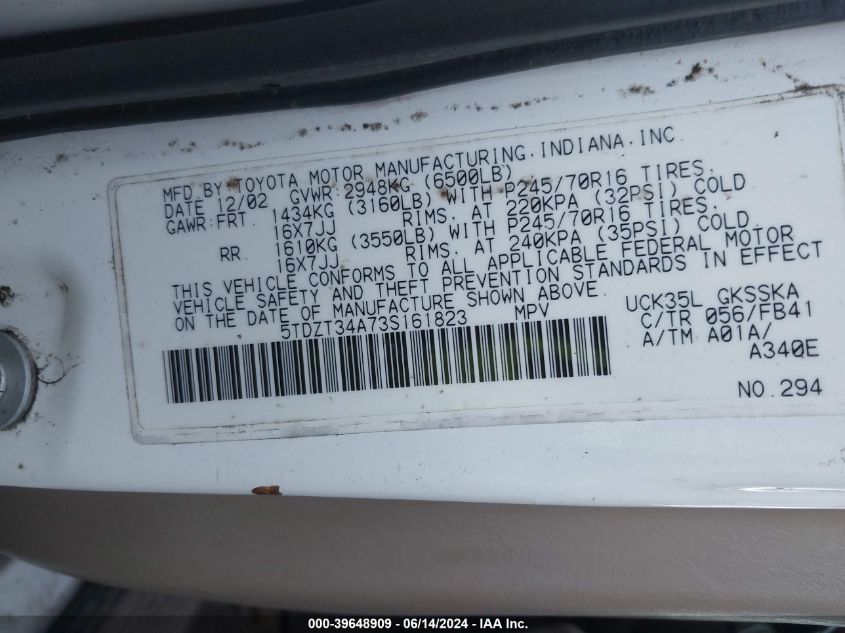 MFD.BY TOYOTA MOTOR MANUFACTURING.INDIANA.INC
DATE 12/02 GVWR 2948KG (6500LB)
GAWR:FRT. 1434KG (3160LB) WITH P245/70R16 TIRES.
16X7JJ RIMS. AT 220KPA (32PSI) COLD
RR. 1610KG (3550LB) WITH P245/70R16 TIRES.
16X7JJ RIMS. AT 240KPA (35PSI) COLD
THIS VEHICLE CONFORMS TO ALL APPLICABLE FEDERAL MOTOR
VEHICLE SAFETY AND THEFT PREVENTION STANDARDS IN EFFECT
ON THE DATE OF MANUFACTURE SHOWN ABOVE.
5TDZT34A73S161823 MPV
UCK35L GKSSKA
C/TR 056/FB41
A/TM A01A/
A340E
NO.294
000-39648909 - 06/14/2024 - IAA Inc.